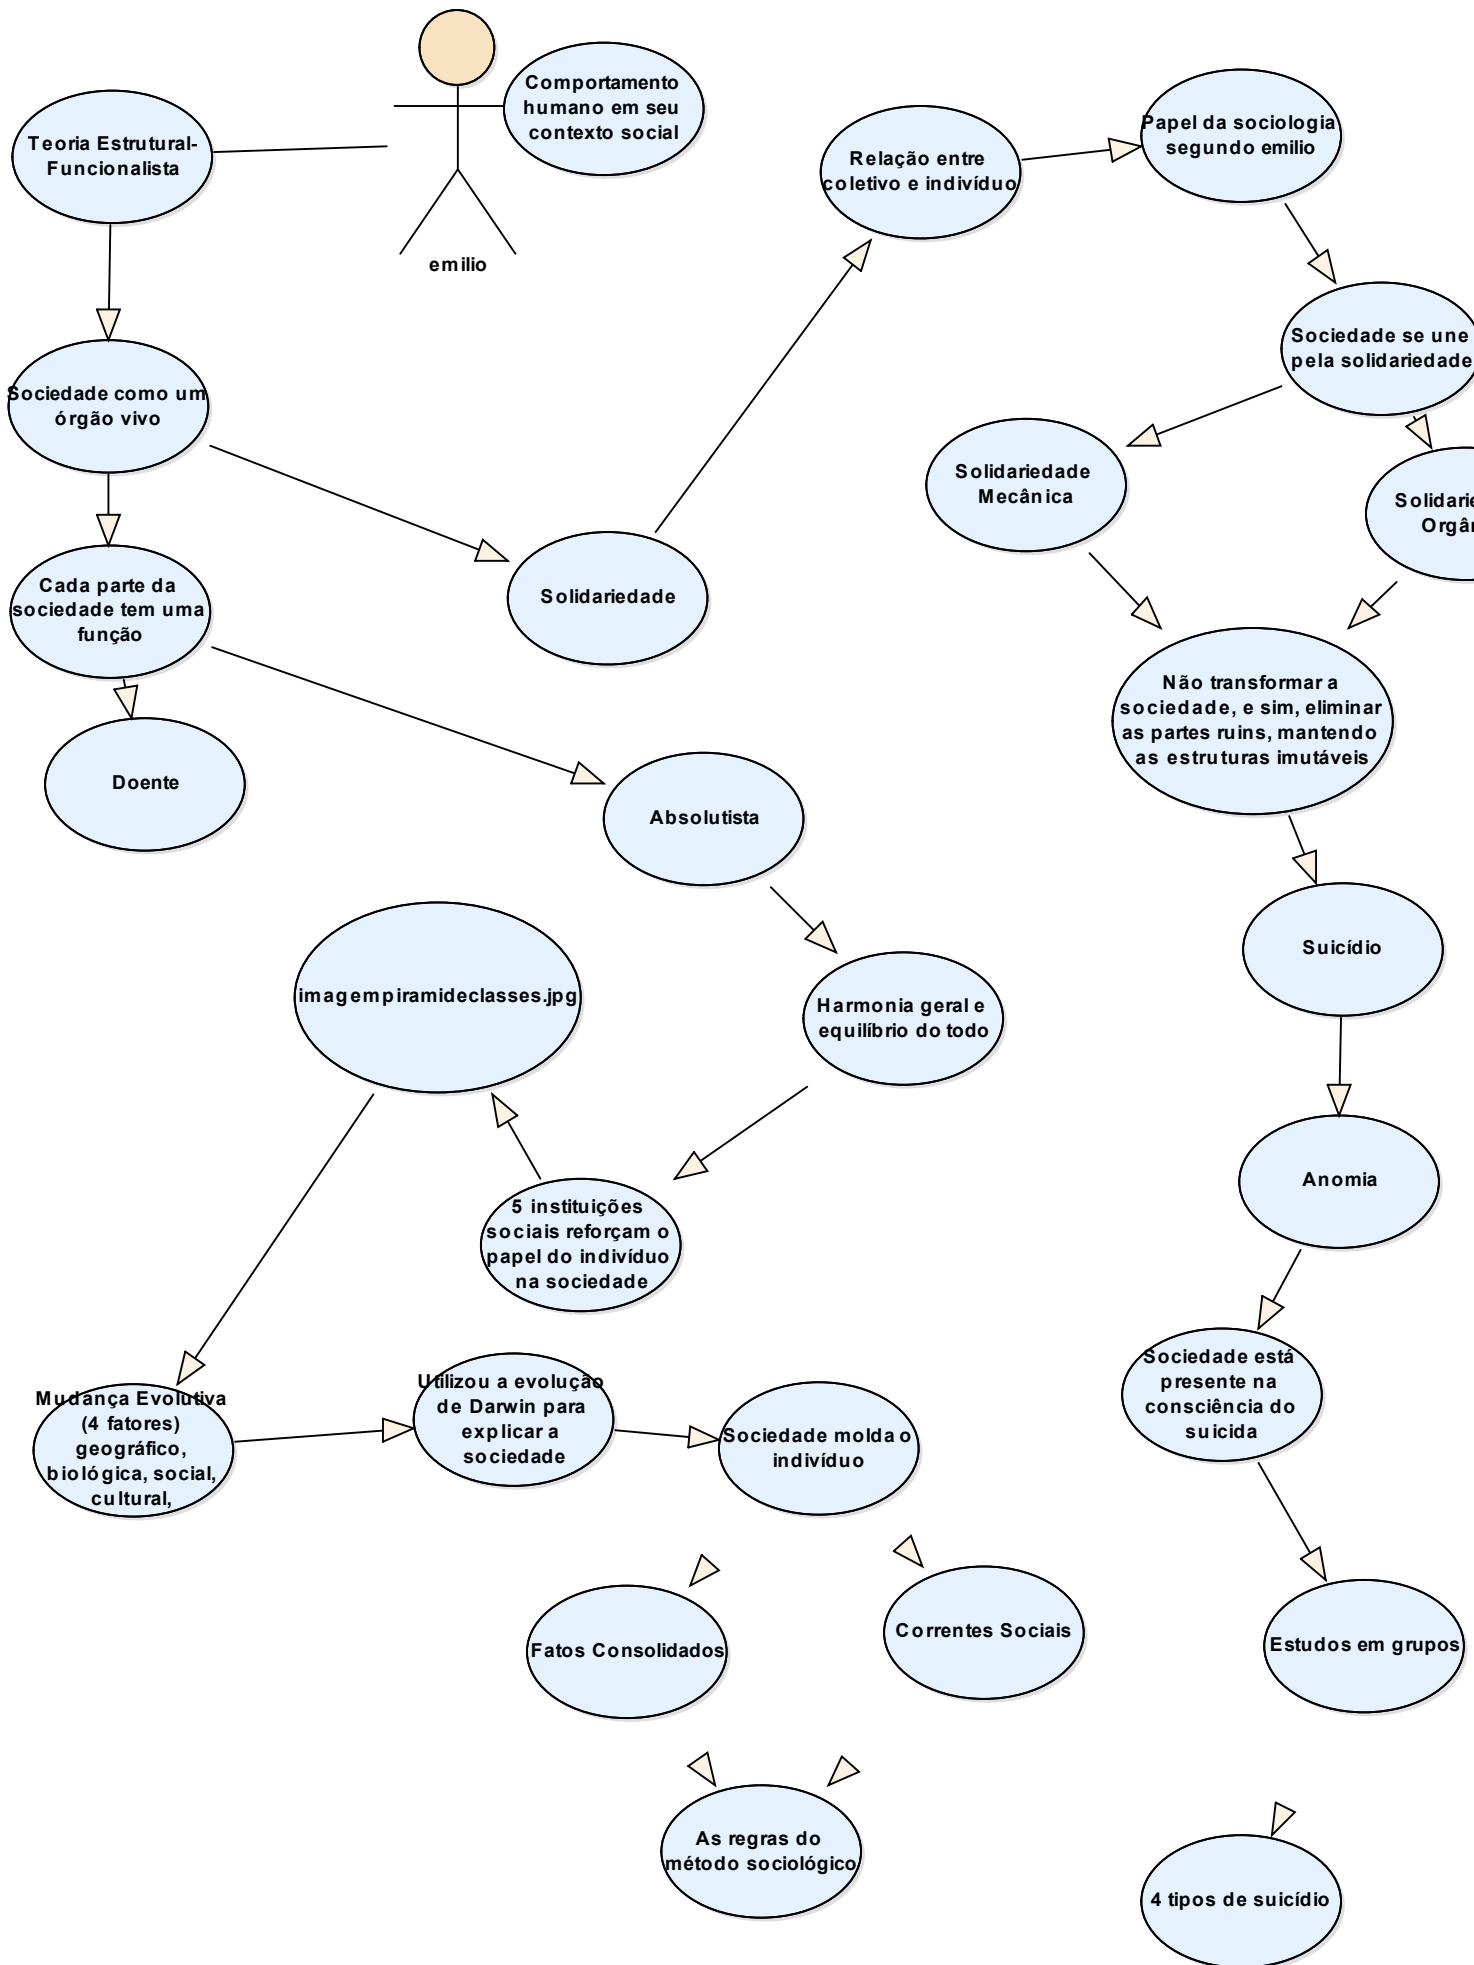 Comportamento
humano em seu
contexto social
Teoria Estrutural-
Funcionalista
emilio
Relação entre
coletivo e indivíduo
Papel da sociologia
segundo emilio
Sociedade se une
pela solidariedade
Sociedade como um
órgão vivo
Solidariedade
Mecânica
Cada parte da
sociedade tem uma
função
Solidariedade
Não transformar a
sociedade, e sim, eliminar
as partes ruins, mantendo
as estruturas imutáveis
Doente
Absolutista
Suicídio
imagempiramideclasses.jpg
Harmonia geral e
equilíbrio do todo
Anomia
5 instituições
sociais reforçam o
papel do indivíduo
na sociedade
Sociedade está
presente na
consciência do
suicida
Mudança Evolutiva
(4 fatores)
geográfico,
biológica, social,
cultural,
Utilizou a evolução
de Darwin para
explicar a
sociedade
Sociedade molda o
indivíduo
Fatos Consolidados
Correntes Sociais
Estudos em grupos
As regras do
método sociológico
4 tipos de suicídio